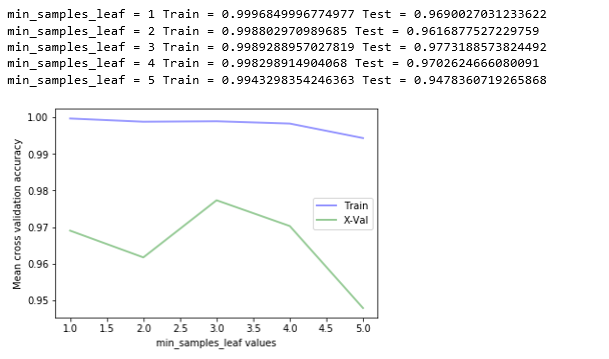 min_samples_leaf = 1 Train = 0.9996849996774977 Test = 0.9690027031233622
min_samples_leaf = 2 Train = 0.998802970989685 Test = 0.9616877527229759
min_samples_leaf = 3 Train = 0.9989288957027819 Test = 0.9773188573824492
min_samples_leaf = 4 Train = 0.998298914904068 Test = 0.9702624666080091
min_samples_leaf = 5 Train = 0.9943298354246363 Test = 0.9478360719265868
1.00
0.99
0.98
0.97
0.96
0.95
Mean cross validation accuracy
Train
X-Val
1.0 1.5 2.0 2.5 3.0 3.5 4.0 4.5 5.0
min_samples_leaf values